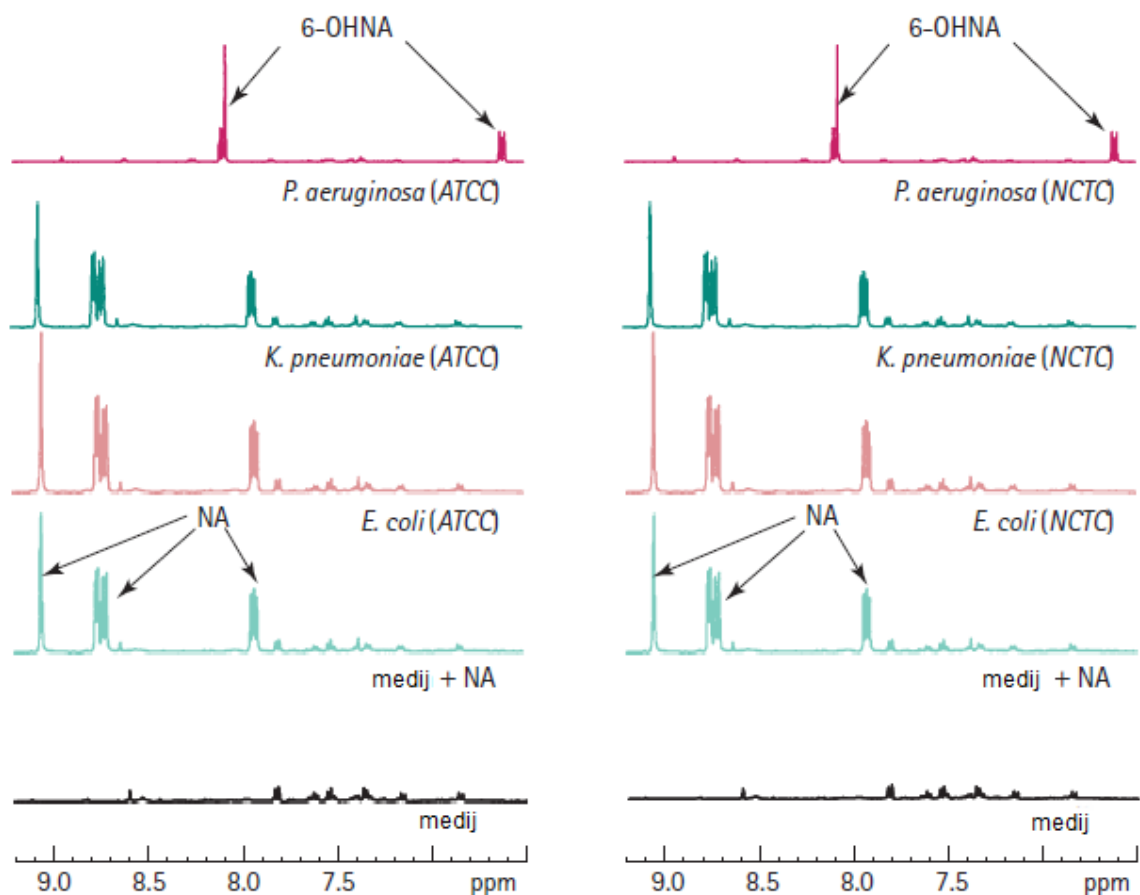 6-OHNA
P. aeruginosa (ATCC)
K. pneumoniae (ATCC)
E. coli (ATCC)
NA
medij + NA
medij
9.0 8.5 8.0 7.5 ppm
6-OHNA
P. aeruginosa (NCTC)
K. pneumoniae (NCTC)
E. coli (NCTC)
NA
medij + NA
medij
9.0 8.5 8.0 7.5 ppm